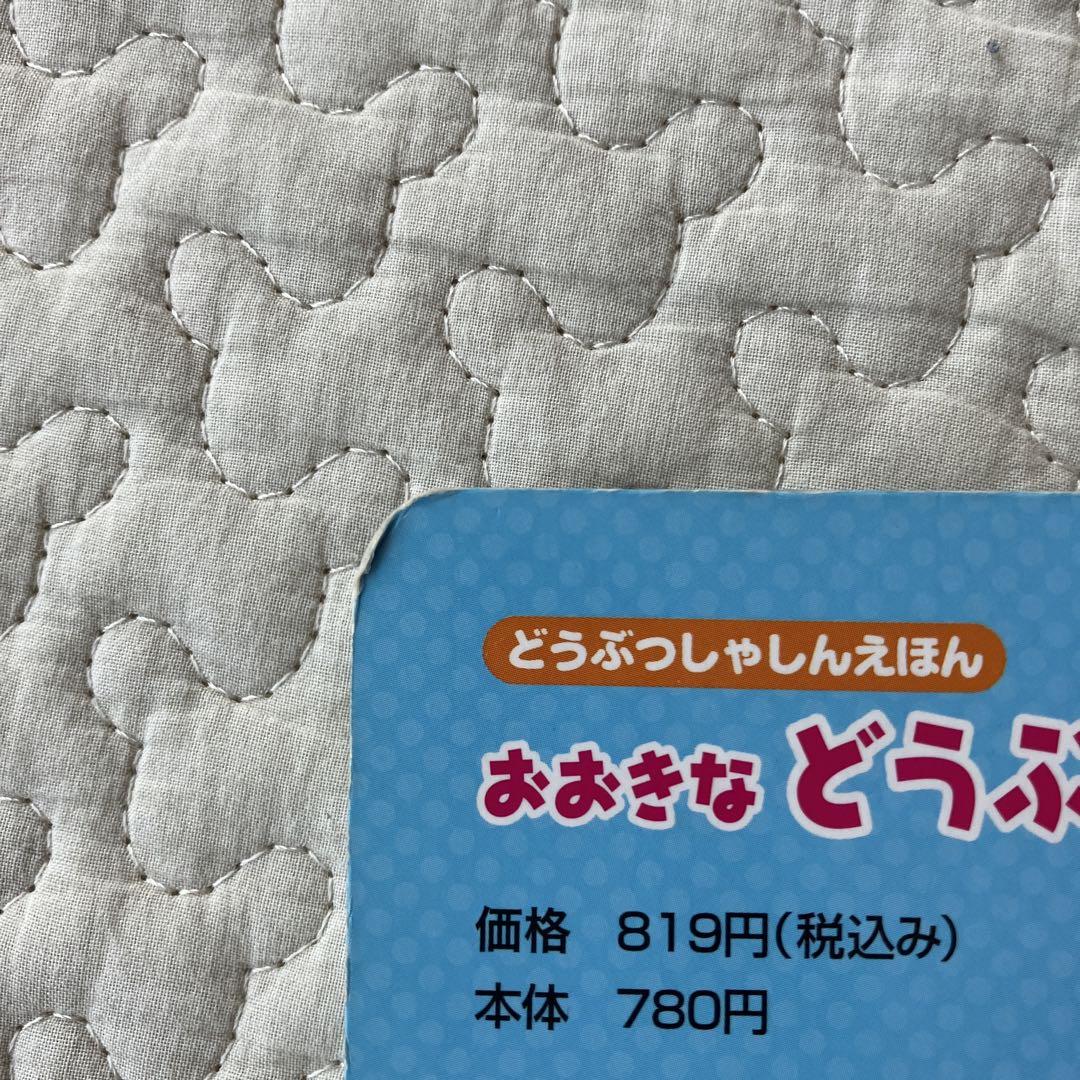 どうぶつしゃしんえほん
おおきな どうぶ
価格 819円(税込み)
本体 780円